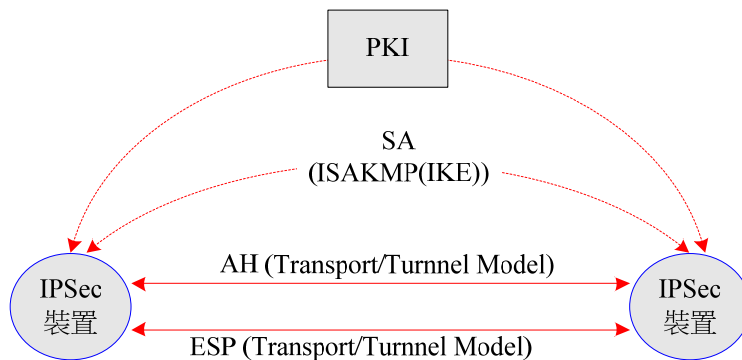 PKI
SA
(ISAKMP(IKE))
AH (Transport/Turnnel Model)
IPSec
裝置
IPSec
裝置
ESP (Transport/Turnnel Model)